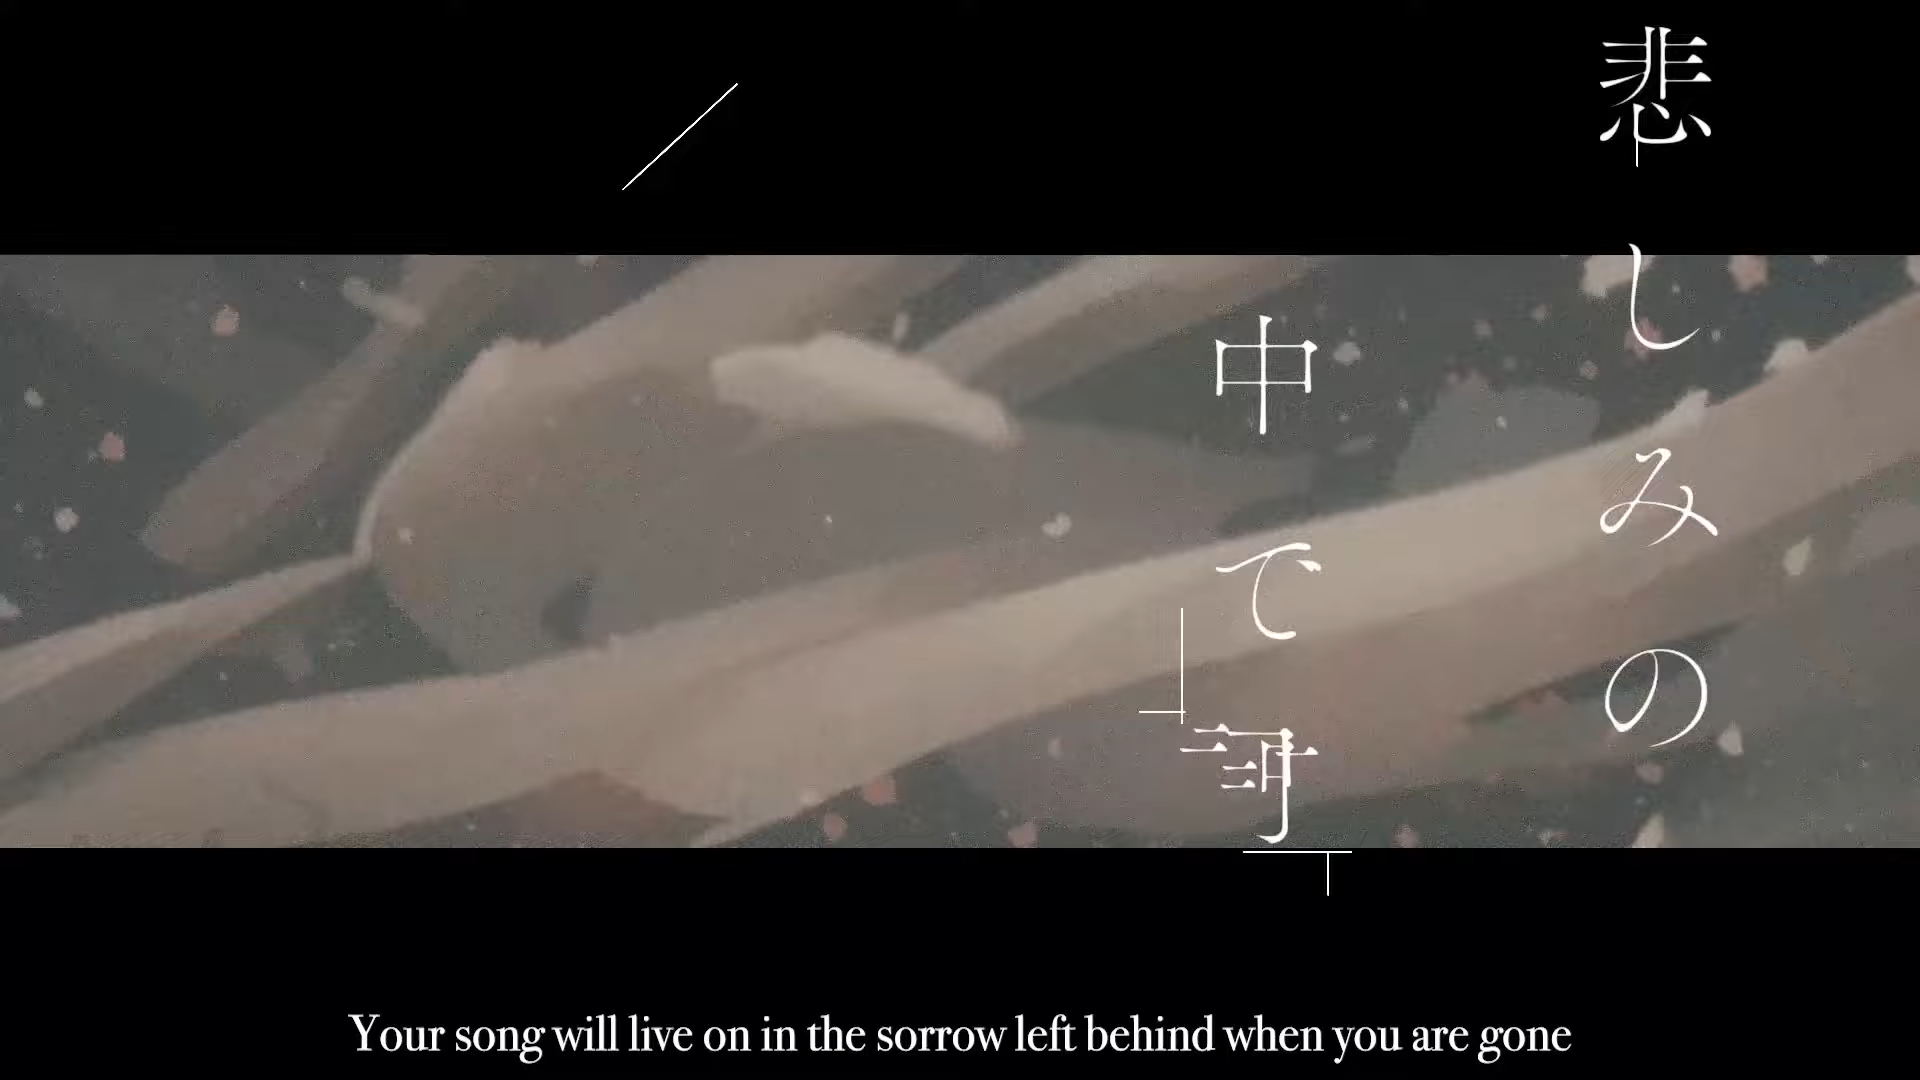 悲しみの
中で
Your song will live on in the sorrow left behind when you are gone